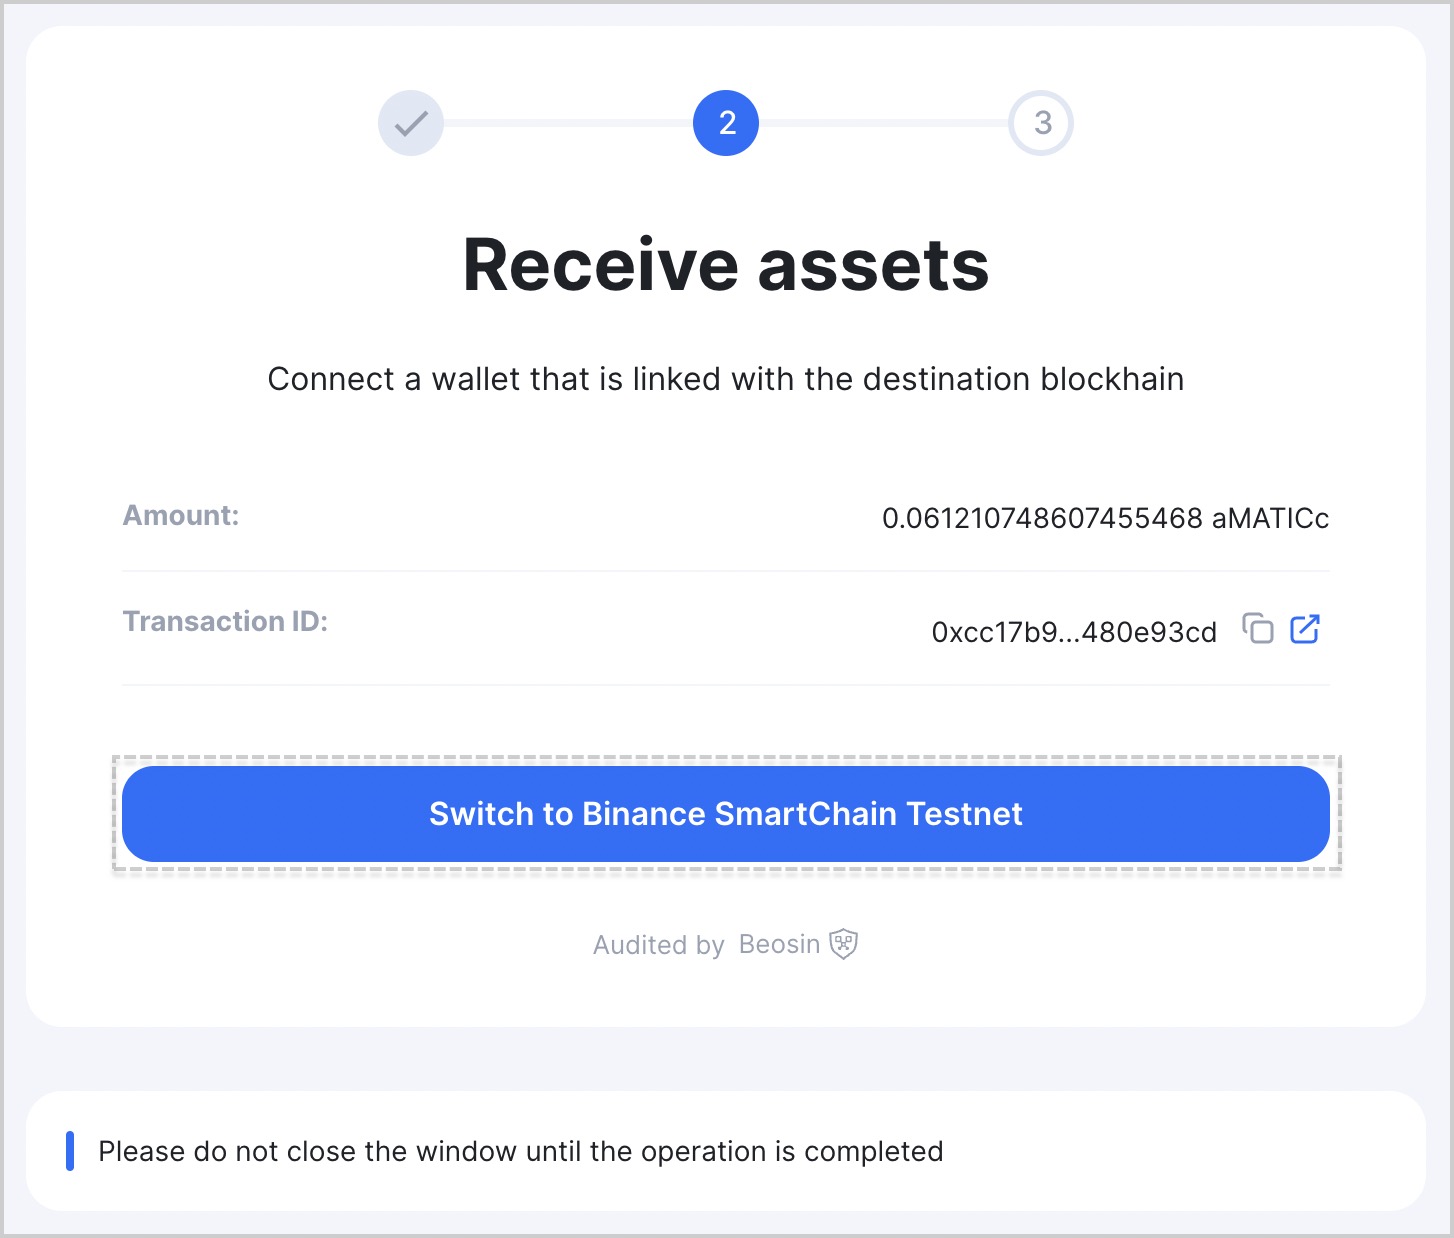 2
3
Receive assets
Connect a wallet that is linked with the destination blockhain
Amount:
0.061210748607455468 aMATICc
Transaction ID:
0xcc17b9...480e93cd
Switch to Binance SmartChain Testnet
Audited by Beosin
Please do not close the window until the operation is completed